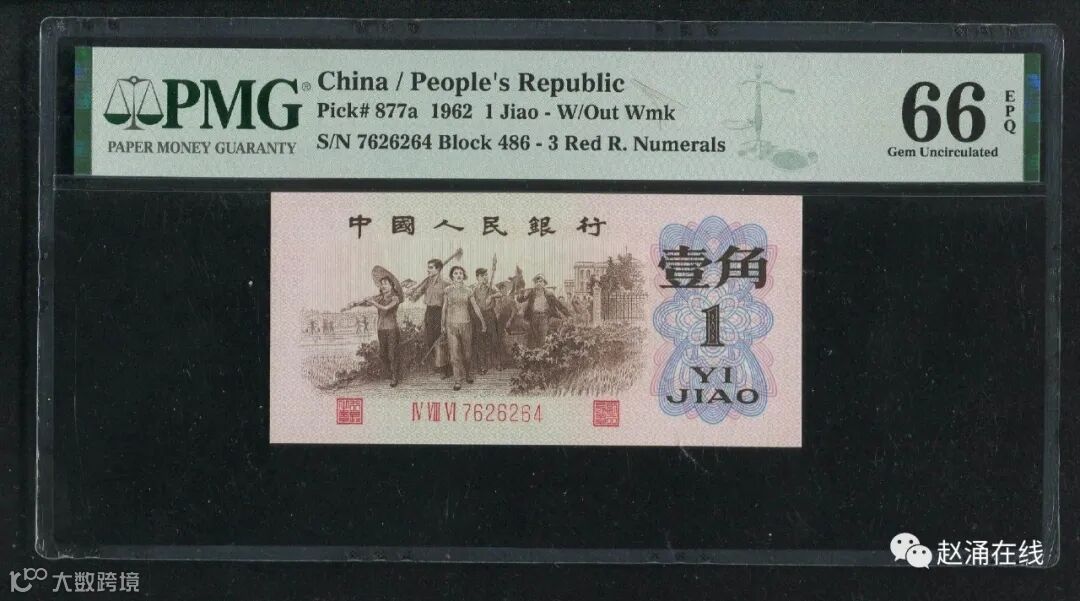 PMG®
PAPER MONEY GUARANTY
China / People's Republic
Pick# 877a 1962 1 Jiao - W/Out Wmk
S/N 7626264 Block 486 - 3 Red R. Numerals
66
EPQ
Gem Uncirculated
中國人民銀行
壹角
1
YI
JIAO
Ⅳ Ⅷ Ⅵ 7626264
赵涌在线
大数跨境